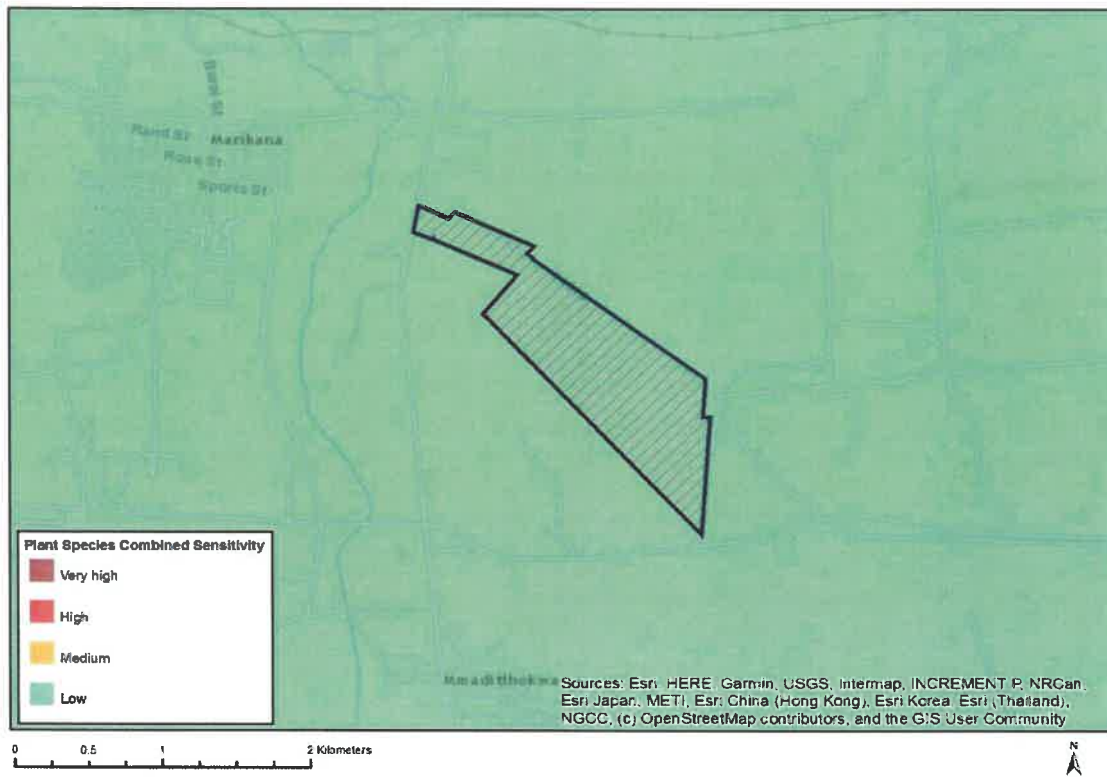 Rand St
Marikana
Rose St
Sports St
Plant Species Combined Sensitivity
Very high
High
Medium
Low
Sources: Esri, HERE, Garmin, USGS, Intermap, INCREMENT P, NRCan,
Esri Japan, METI, Esri China (Hong Kong), Esri Korea, Esri (Thailand),
NGCC, (c) OpenStreetMap contributors, and the GIS User Community
0 0.5 1 2 Kilometers
N